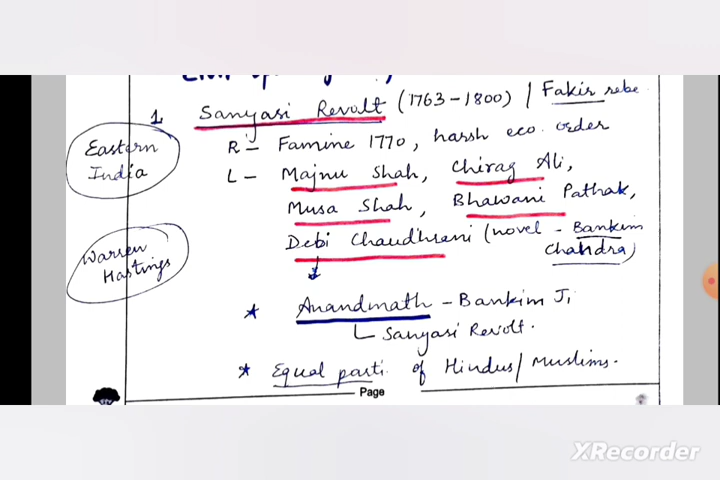 Civil Up
1 Sanyasi Revolt (1763-1800) / Fakir rebe
Eastern India
R - Famine 1770, harsh eco. order
L - Majnu Shah, Chirag Ali,
Musa Shah, Bhawani Pathak,
Debi Chaudhrani (novel - Bankim Chandra)
Warren Hastings
* Anandmath - Bankim Ji
Sanyasi Revolt.
* Equal parti. of Hindus/Muslims.
Page
XRecorder